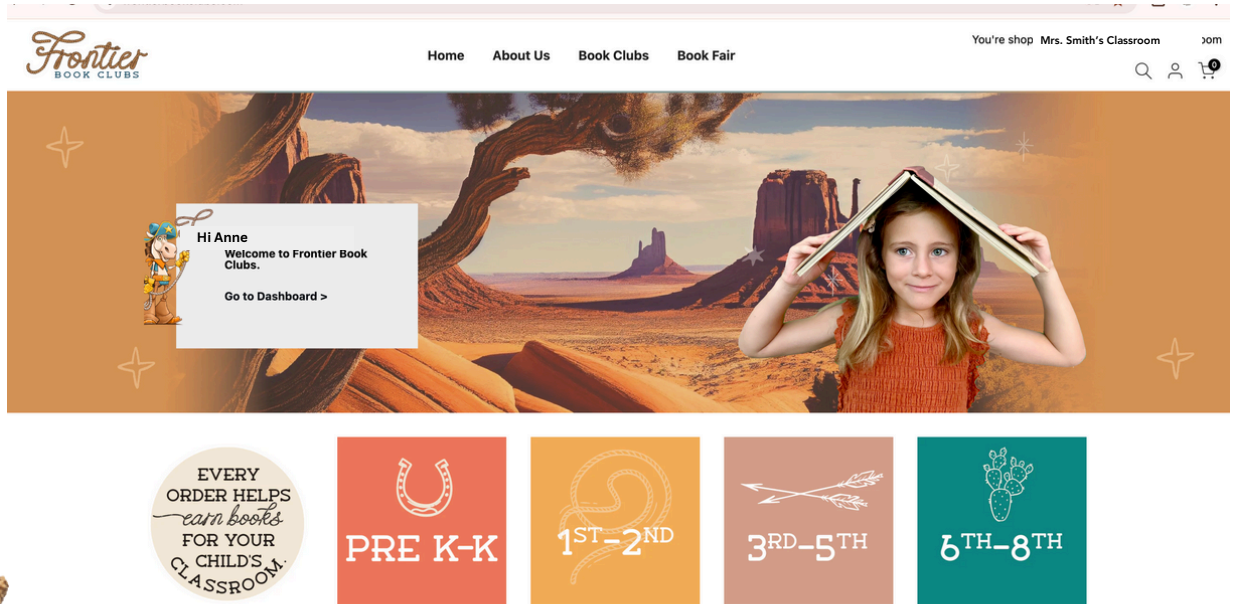 Frontier
BOOK CLUBS
Home About Us Book Clubs Book Fair
You're shop Mrs. Smith's Classroom oom
0
Hi Anne
Welcome to Frontier Book
Clubs.
Go to Dashboard >
EVERY
ORDER HELPS
earn books
FOR YOUR
CHILD'S
CLASSROOM.
PRE K-K
1ST-2ND
3RD-5TH
6TH-8TH